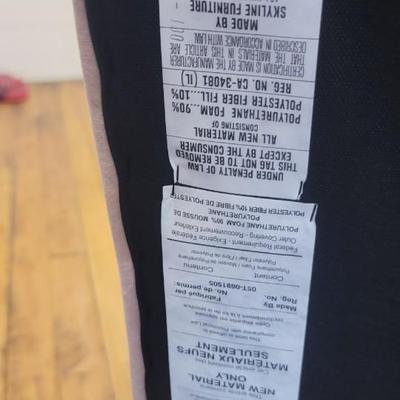 UNDER PENALTY OF LAW
THIS TAG NOT TO BE REMOVED
EXCEPT BY THE CONSUMER
ALL NEW MATERIAL
CONSISTING OF
POLYURETHANE FOAM...90%
POLYESTER FIBER FILL...10%
REG. NO. CA-34081 (IL)
CERTIFICATION IS MADE BY THE MANUFACTURER
THAT THE MATERIALS IN THIS ARTICLE ARE
DESCRIBED IN ACCORDANCE WITH LAW.
MADE BY
SKYLINE FURNITURE
NEW MATERIAL
ONLY
MATÉRIAUX NEUFS
SEULEMENT
Made By Fabriqué par
Reg. No. No. de permis:
05T-0691505
Content Contenu
Federal Requirement - Exigence Fédérale
Outer Covering - Recouvrement Extérieur
POLYURETHANE FOAM 90% MOUSSE DE
POLYURETHANE
POLYESTER FIBER 10% FIBRE DE POLYESTER